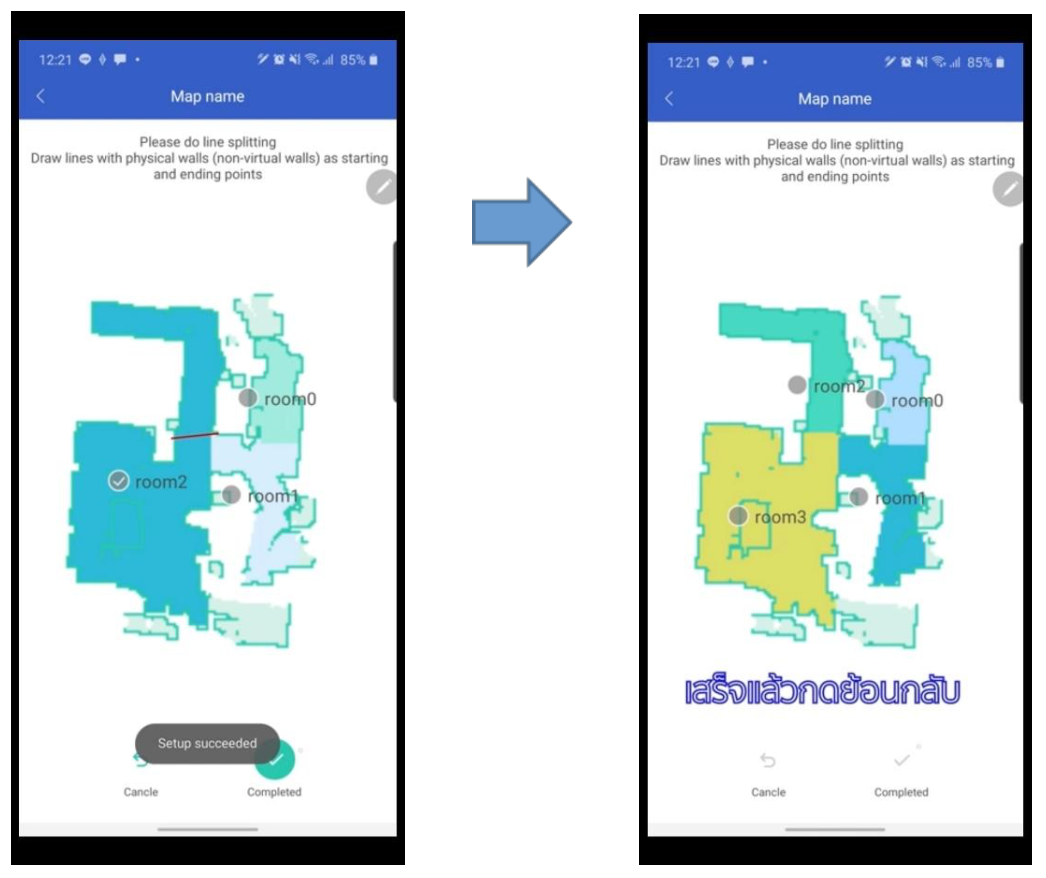 12:21
85%
Map name
Please do line splitting
Draw lines with physical walls (non-virtual walls) as starting
and ending points
room0
room2
room1
Setup succeeded
Cancle
Completed
12:21
85%
Map name
Please do line splitting
Draw lines with physical walls (non-virtual walls) as starting
and ending points
room2
room0
room1
room3
เสร็จแล้วกดย้อนกลับ
Cancle
Completed